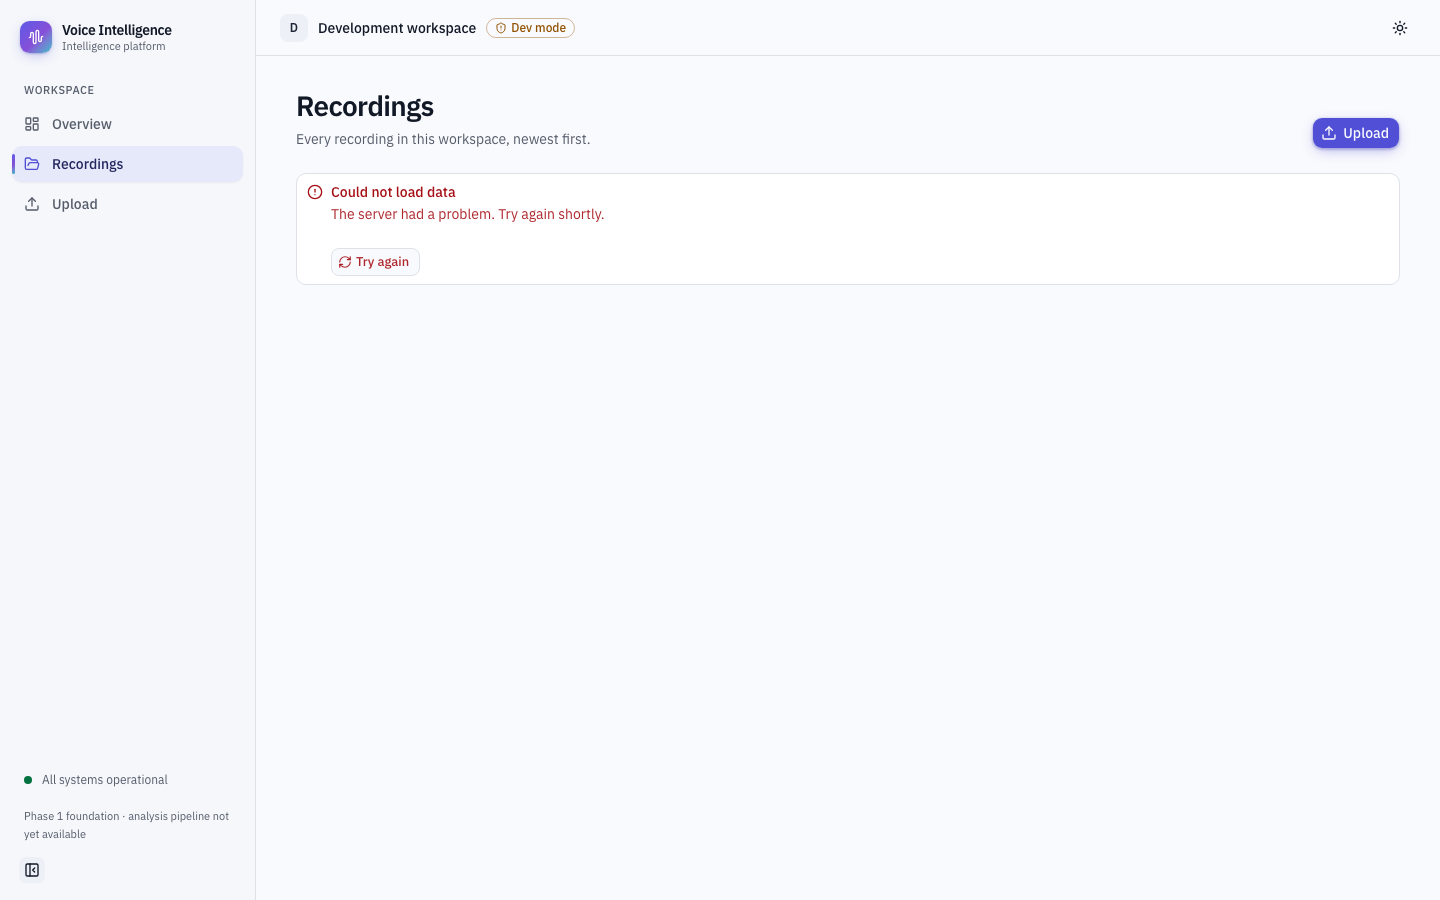 Voice Intelligence
Intelligence platform
WORKSPACE
Overview
Recordings
Upload
All systems operational
Phase 1 foundation · analysis pipeline not
yet available
D Development workspace Dev mode
Recordings
Every recording in this workspace, newest first.
Upload
Could not load data
The server had a problem. Try again shortly.
Try again